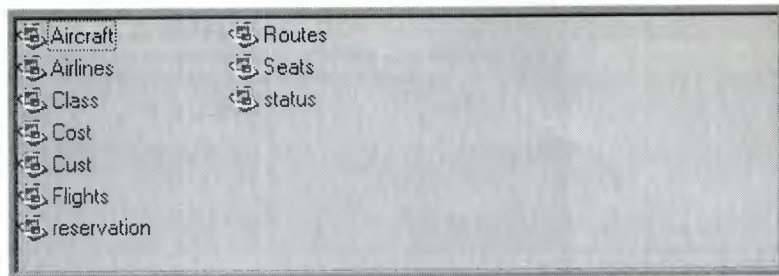 Aircraft
Airlines
Class
Cost
Cust
Flights
reservation
Routes
Seats
status